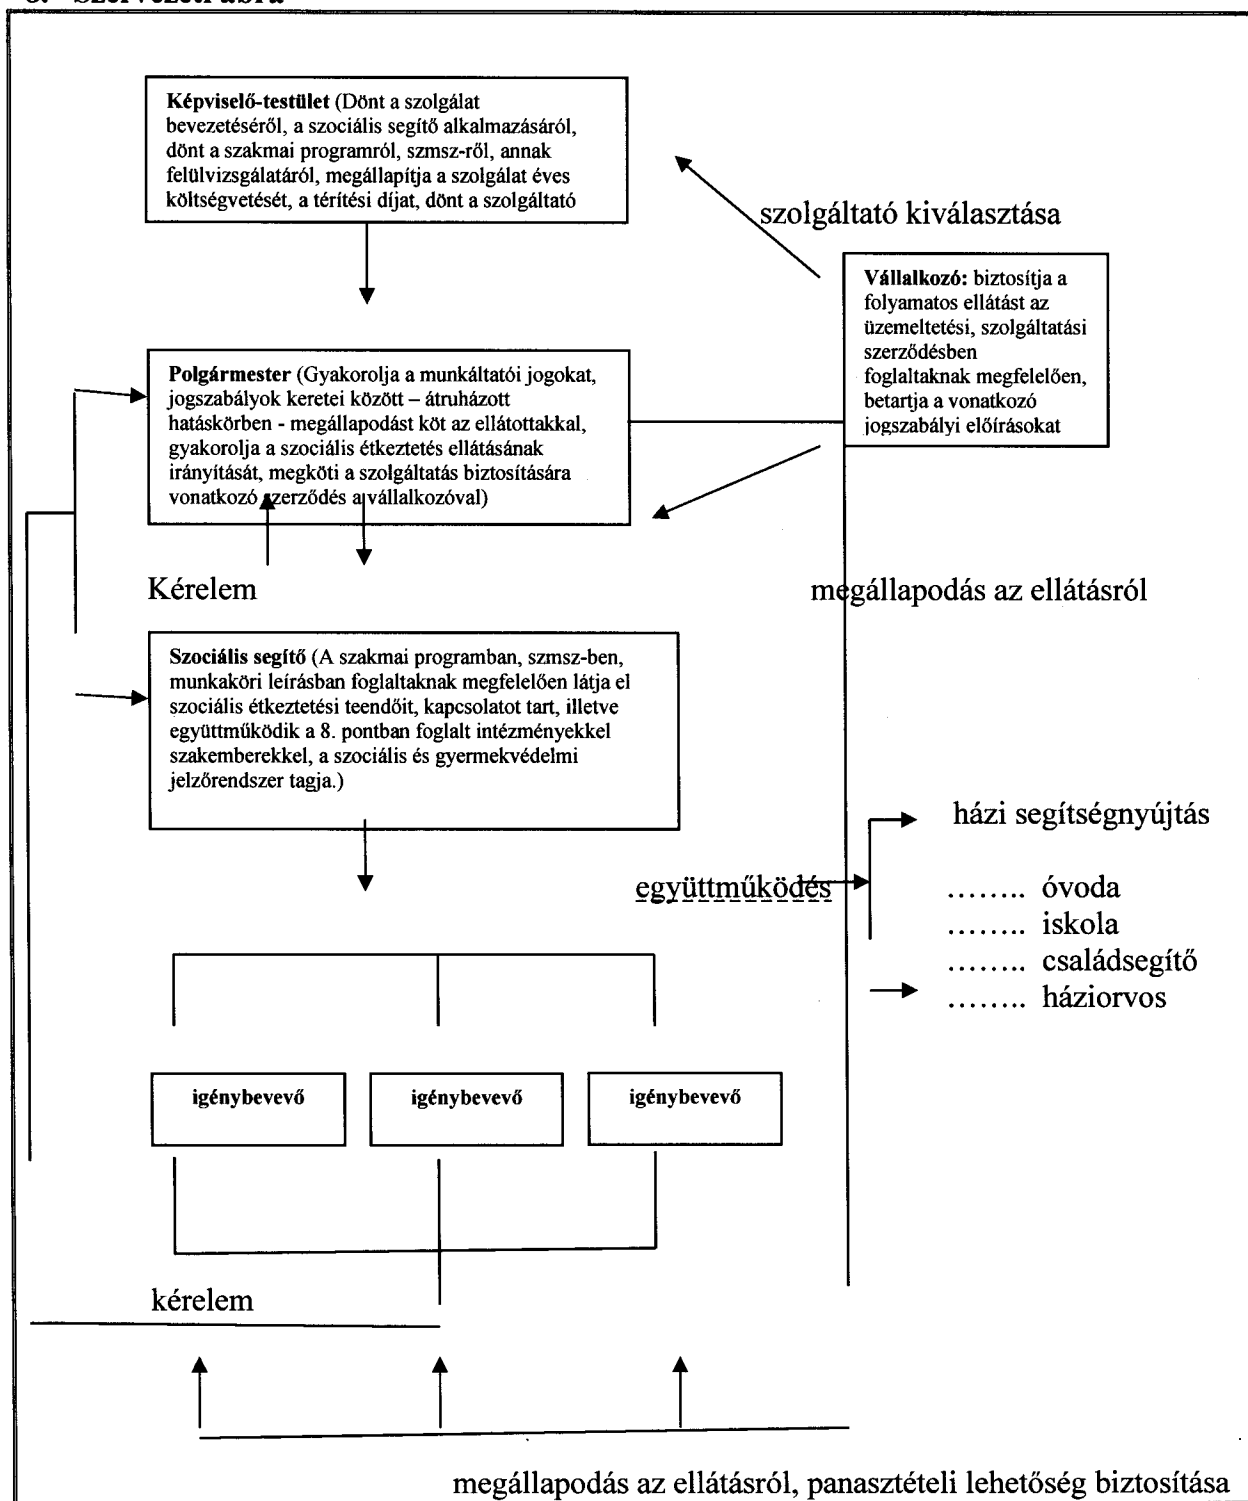 Képviselő-testület (Dönt a szolgálat
bevezetéséről, a szociális segítő alkalmazásáról,
dönt a szakmai programról, szmsz-ről, annak
felülvizsgálatáról, megállapítja a szolgálat éves
költségvetését, a térítési díjat, dönt a szolgáltató
szolgáltató kiválasztása
Vállalkozó: biztosítja a
folyamatos ellátást az
üzemeltetési, szolgáltatási
szerződésben
foglaltaknak megfelelően,
betartja a vonatkozó
jogszabályi előírásokat
Polgármester (Gyakorolja a munkáltatói jogokat,
jogszabályok keretei között – átruházott
hatáskörben - megállapodást köt az ellátottakkal,
gyakorolja a szociális étkeztetés ellátásának
irányítását, megköti a szolgáltatás biztosítására
vonatkozó szerződés a vállalkozóval)
Kérelem
megállapodás az ellátásról
Szociális segítő (A szakmai programban, szmsz-ben,
munkaköri leírásban foglaltaknak megfelelően látja el
szociális étkeztetési teendőit, kapcsolatot tart, illetve
együttműködik a 8. pontban foglalt intézményekkel
szakemberekkel, a szociális és gyermekvédelmi
jelzőrendszer tagja.)
házi segítségnyújtás
együttműködés
........ óvoda
........ iskola
........ családsegítő
........ háziorvos
igénybevevő
igénybevevő
igénybevevő
kérelem
megállapodás az ellátásról, panasztételi lehetőség biztosítása